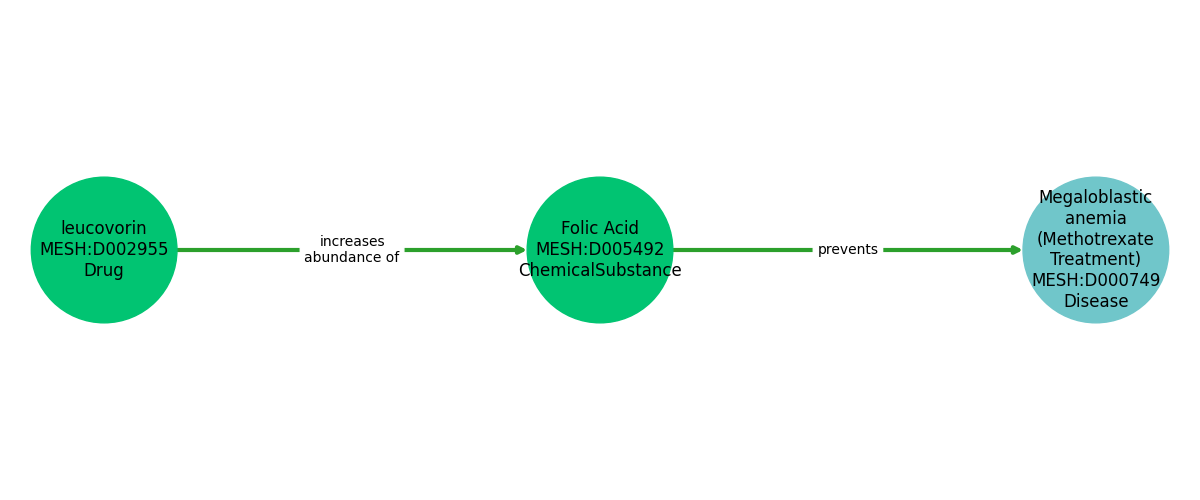 leucovorin
MESH:D002955
Drug
increases
abundance of
Folic Acid
MESH:D005492
ChemicalSubstance
prevents
Megaloblastic
anemia
(Methotrexate
Treatment)
MESH:D000749
Disease